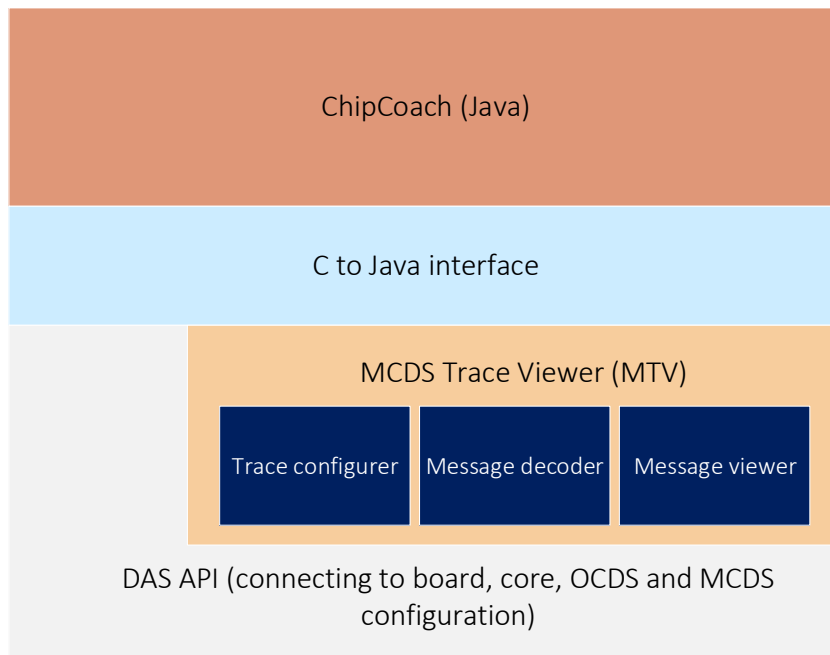 ChipCoach (Java)
C to Java interface
MCDS Trace Viewer (MTV)
Trace configurer
Message decoder
Message viewer
DAS API (connecting to board, core, OCDS and MCDS
configuration)